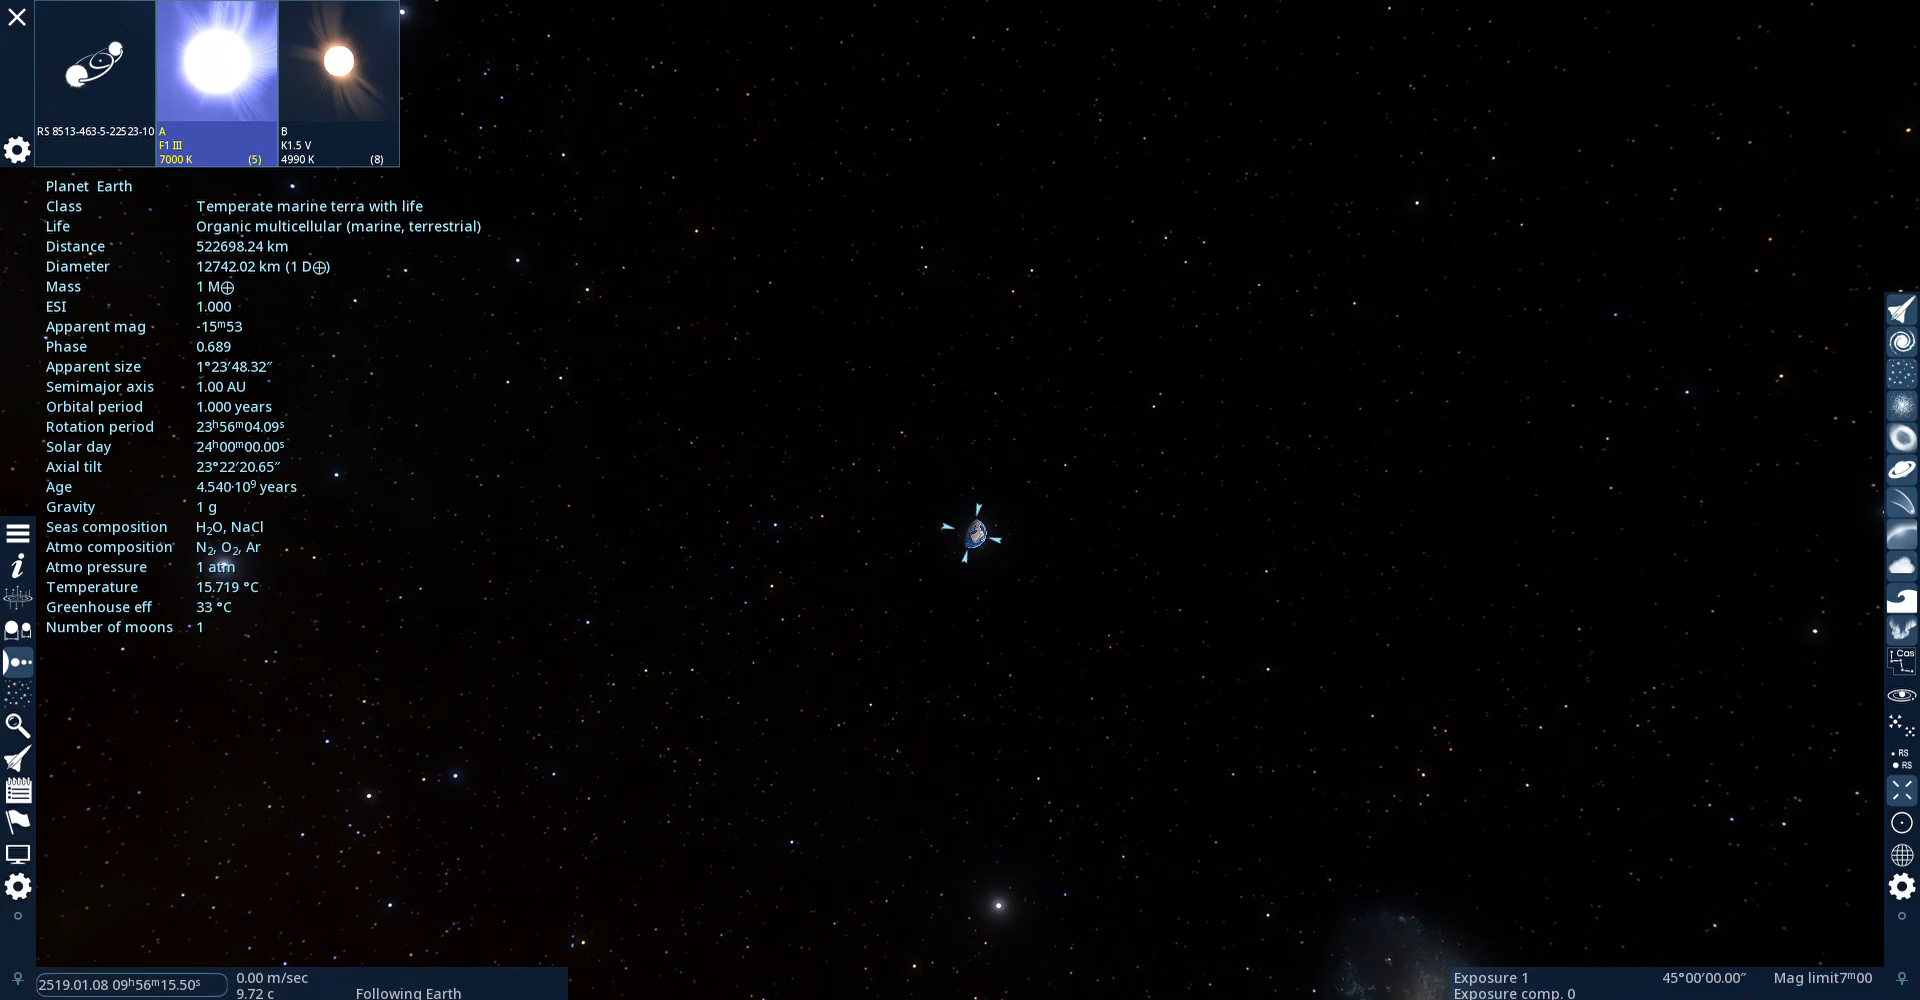 RS 8513-463-5-22523-10
A
F1 III
7000 K (5)
B
K1.5 V
4990 K (8)
Planet Earth
Class Temperate marine terra with life
Life Organic multicellular (marine, terrestrial)
Distance 522698.24 km
Diameter 12742.02 km (1 D⊕)
Mass 1 M⊕
ESI 1.000
Apparent mag -15ᵐ53
Phase 0.689
Apparent size 1°23′48.32″
Semimajor axis 1.00 AU
Orbital period 1.000 years
Rotation period 23ʰ56ᵐ04.09ˢ
Solar day 24ʰ00ᵐ00.00ˢ
Axial tilt 23°22′20.65″
Age 4.540·10⁹ years
Gravity 1 g
Seas composition H₂O, NaCl
Atmo composition N₂, O₂, Ar
Atmo pressure 1 atm
Temperature 15.719 °C
Greenhouse eff 33 °C
Number of moons 1
Cas
RS
RS
2519.01.08 09ʰ56ᵐ15.50ˢ
0.00 m/sec
9.72 c Following Earth
Exposure 1 45°00′00.00″ Mag limit7ᵐ00
Exposure comp. 0